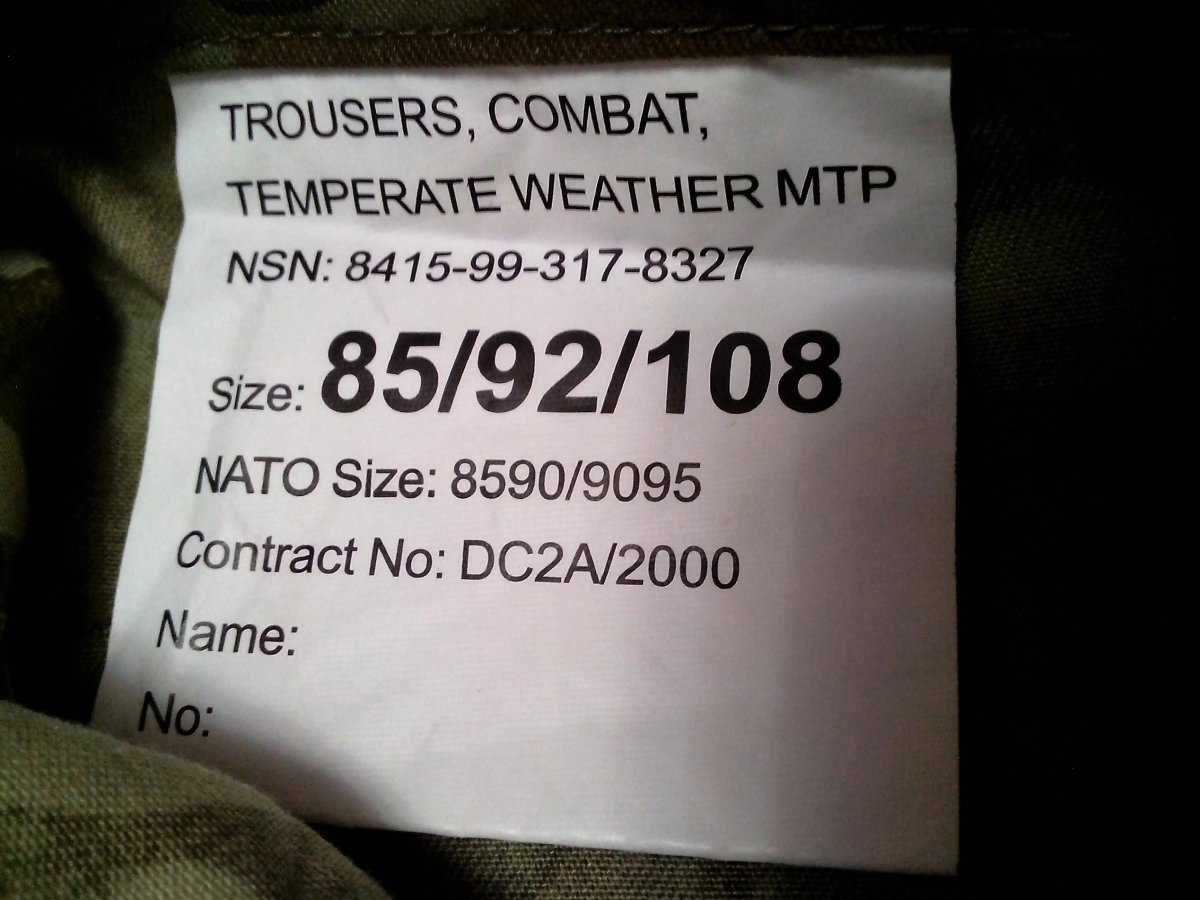 TROUSERS, COMBAT,
TEMPERATE WEATHER MTP
NSN: 8415-99-317-8327
Size: 85/92/108
NATO Size: 8590/9095
Contract No: DC2A/2000
Name:
No: